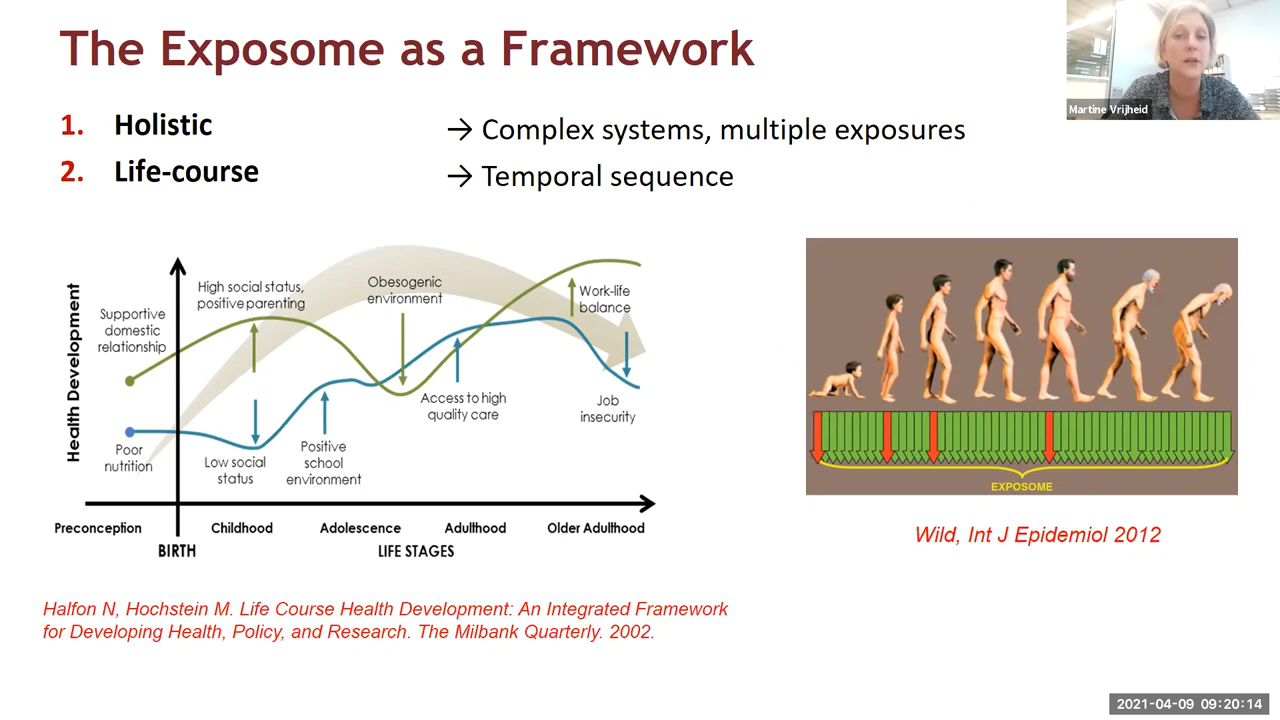 The Exposome as a Framework
Martine Vrijheid
1. Holistic → Complex systems, multiple exposures
2. Life-course → Temporal sequence
Health Development
Supportive
domestic
relationship
High social status,
positive parenting
Obesogenic
environment
Work-life
balance
Poor
nutrition
Low social
status
Positive
school
environment
Access to high
quality care
Job
insecurity
Preconception
Childhood
Adolescence
Adulthood
Older Adulthood
BIRTH
LIFE STAGES
EXPOSOME
Wild, Int J Epidemiol 2012
Halfon N, Hochstein M. Life Course Health Development: An Integrated Framework
for Developing Health, Policy, and Research. The Milbank Quarterly. 2002.
2021-04-09 09:20:14